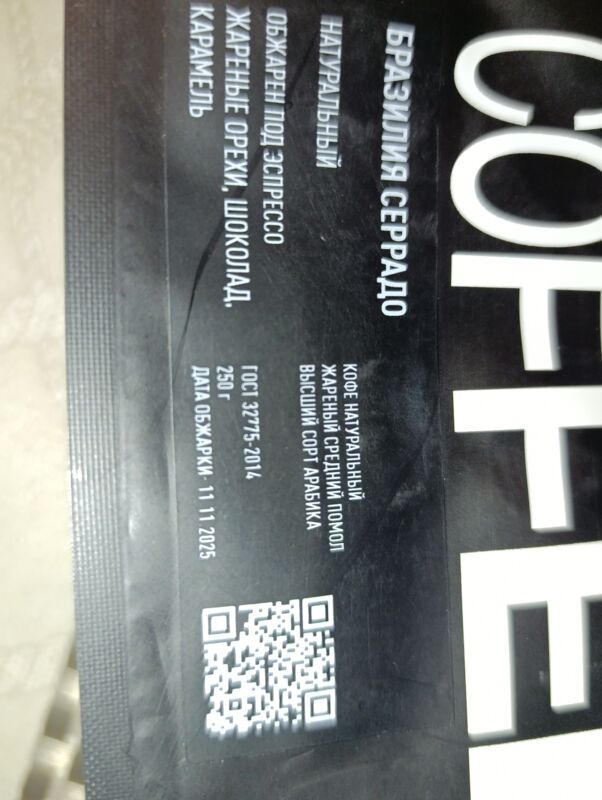 COFFE
БРАЗИЛИЯ СЕРРАДО
НАТУРАЛЬНЫЙ
ОБЖАРЕН ПОД ЭСПРЕССО
ЖАРЕНЫЕ ОРЕХИ, ШОКОЛАД,
КАРАМЕЛЬ
КОФЕ НАТУРАЛЬНЫЙ
ЖАРЕНЫЙ СРЕДНИЙ ПОМОЛ
ВЫСШИЙ СОРТ АРАБИКА
ГОСТ 32775-2014
250 г
ДАТА ОБЖАРКИ· 11 11 2025